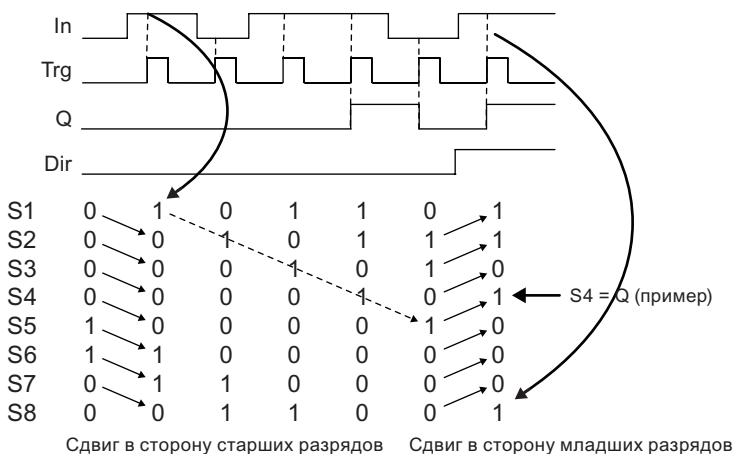 In
Trg
Q
Dir
S1 0 1 0 1 1 0 1
S2 0 0 1 0 1 1 1
S3 0 0 0 1 0 1 0
S4 0 0 0 0 1 0 1 S4 = Q (пример)
S5 1 0 0 0 0 1 0
S6 1 1 0 0 0 0 0
S7 0 1 1 0 0 0 0
S8 0 0 1 1 0 0 1
Сдвиг в сторону старших разрядов Сдвиг в сторону младших разрядов